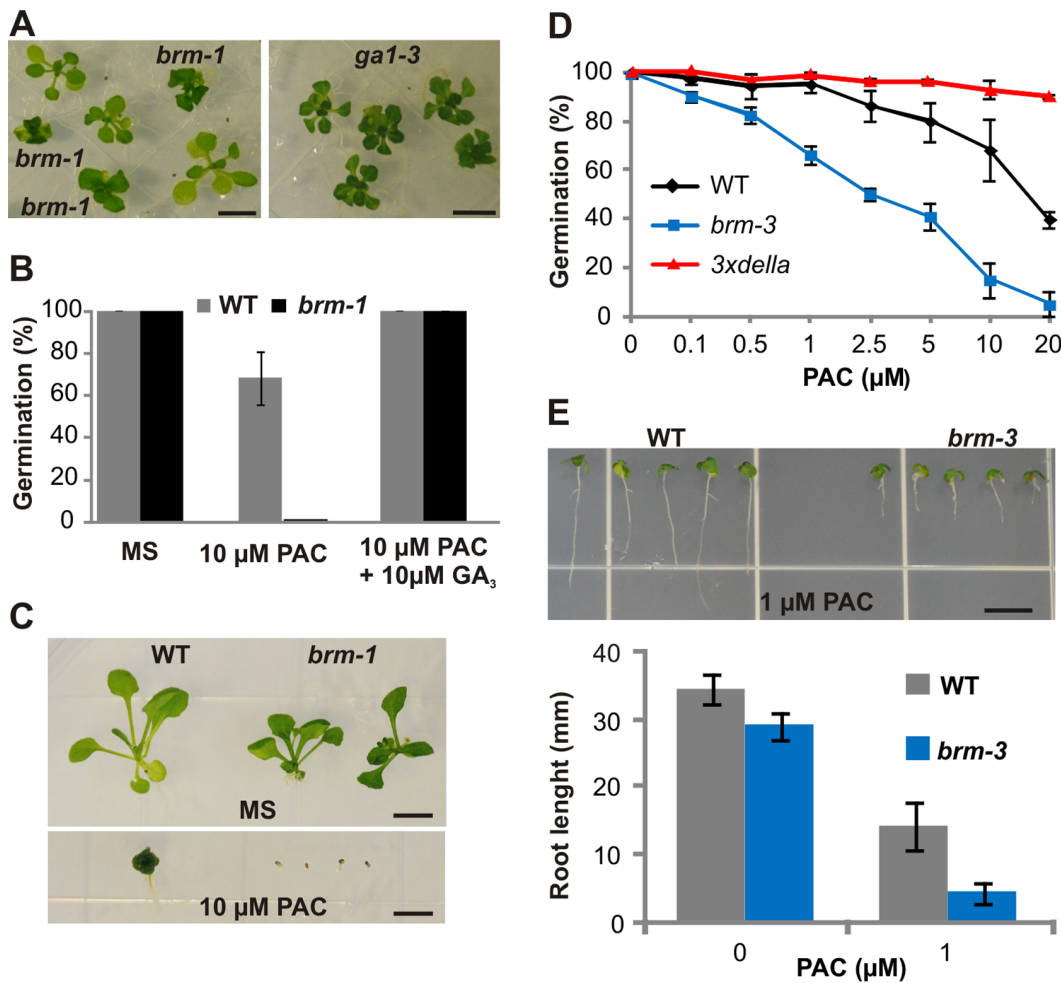 A
brm-1
ga1-3
brm-1
brm-1
B
Germination (%)
100
80
60
40
20
0
WT
brm-1
MS
10 µM PAC
10 µM PAC
+ 10µM GA₃
C
WT
brm-1
MS
10 µM PAC
D
Germination (%)
100
80
60
40
20
0
WT
brm-3
3xdella
0 0.1 0.5 1 2.5 5 10 20
PAC (µM)
E
WT
brm-3
1 µM PAC
Root lenght (mm)
40
30
20
10
0
WT
brm-3
0 1
PAC (µM)